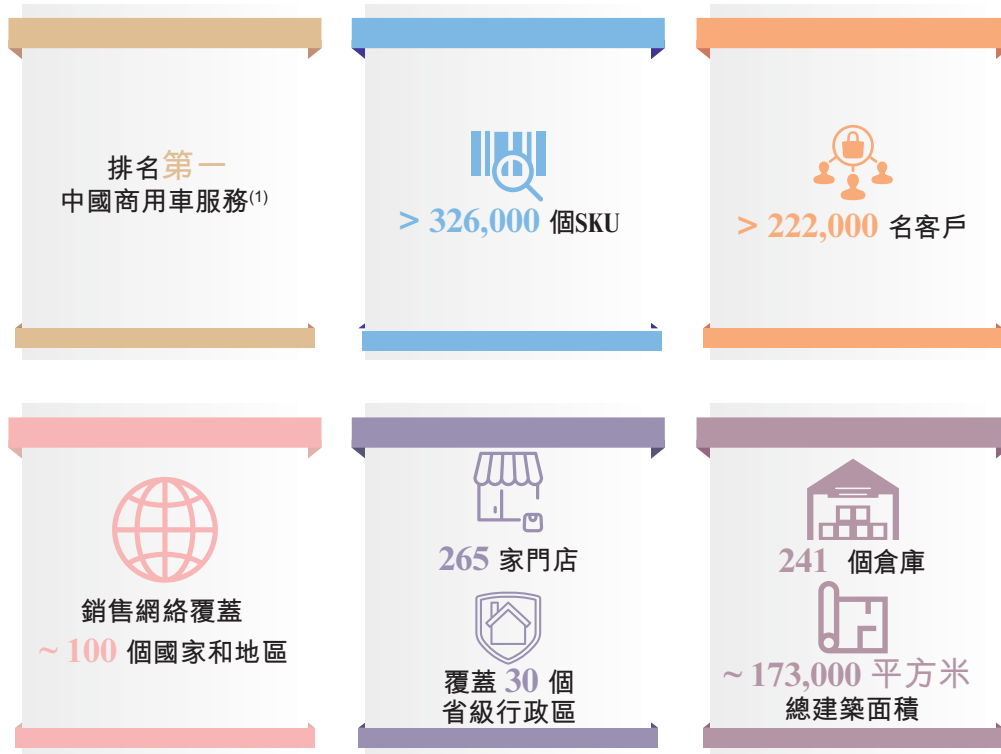 排名第一
中國商用車服務(1)
> 326,000 個SKU
> 222,000 名客戶
銷售網絡覆蓋
~ 100 個國家和地區
265 家門店
覆蓋 30 個
省級行政區
241 個倉庫
~ 173,000 平方米
總建築面積